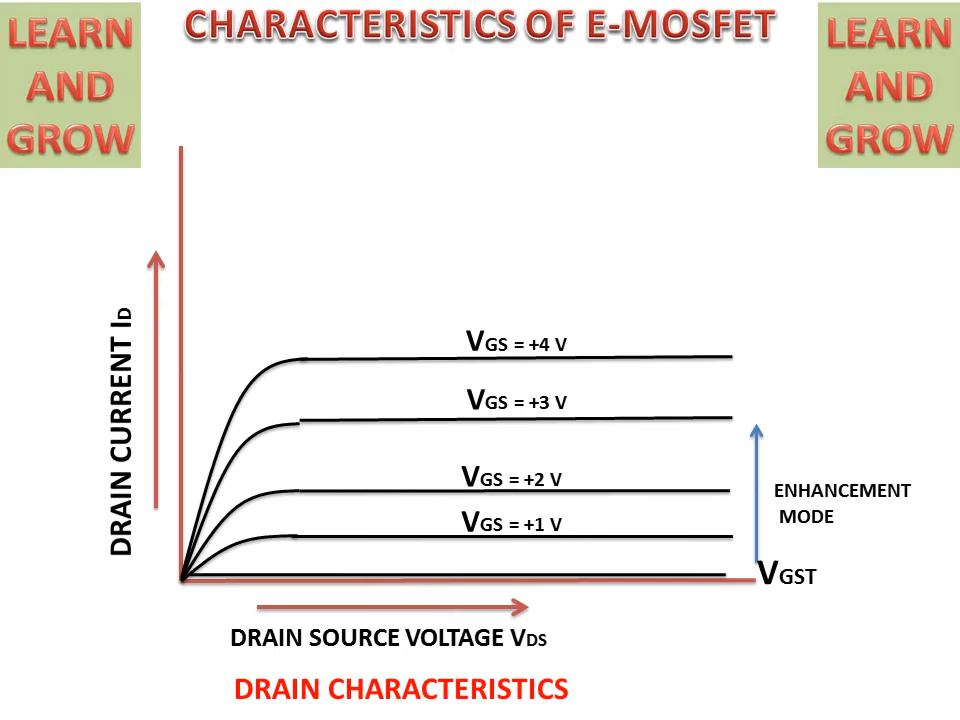 CHARACTERISTICS OF E-MOSFET
LEARN
AND
GROW
LEARN
AND
GROW
DRAIN CURRENT ID
VGS = +4 V
VGS = +3 V
VGS = +2 V
VGS = +1 V
ENHANCEMENT
MODE
VGST
DRAIN SOURCE VOLTAGE VDS
DRAIN CHARACTERISTICS